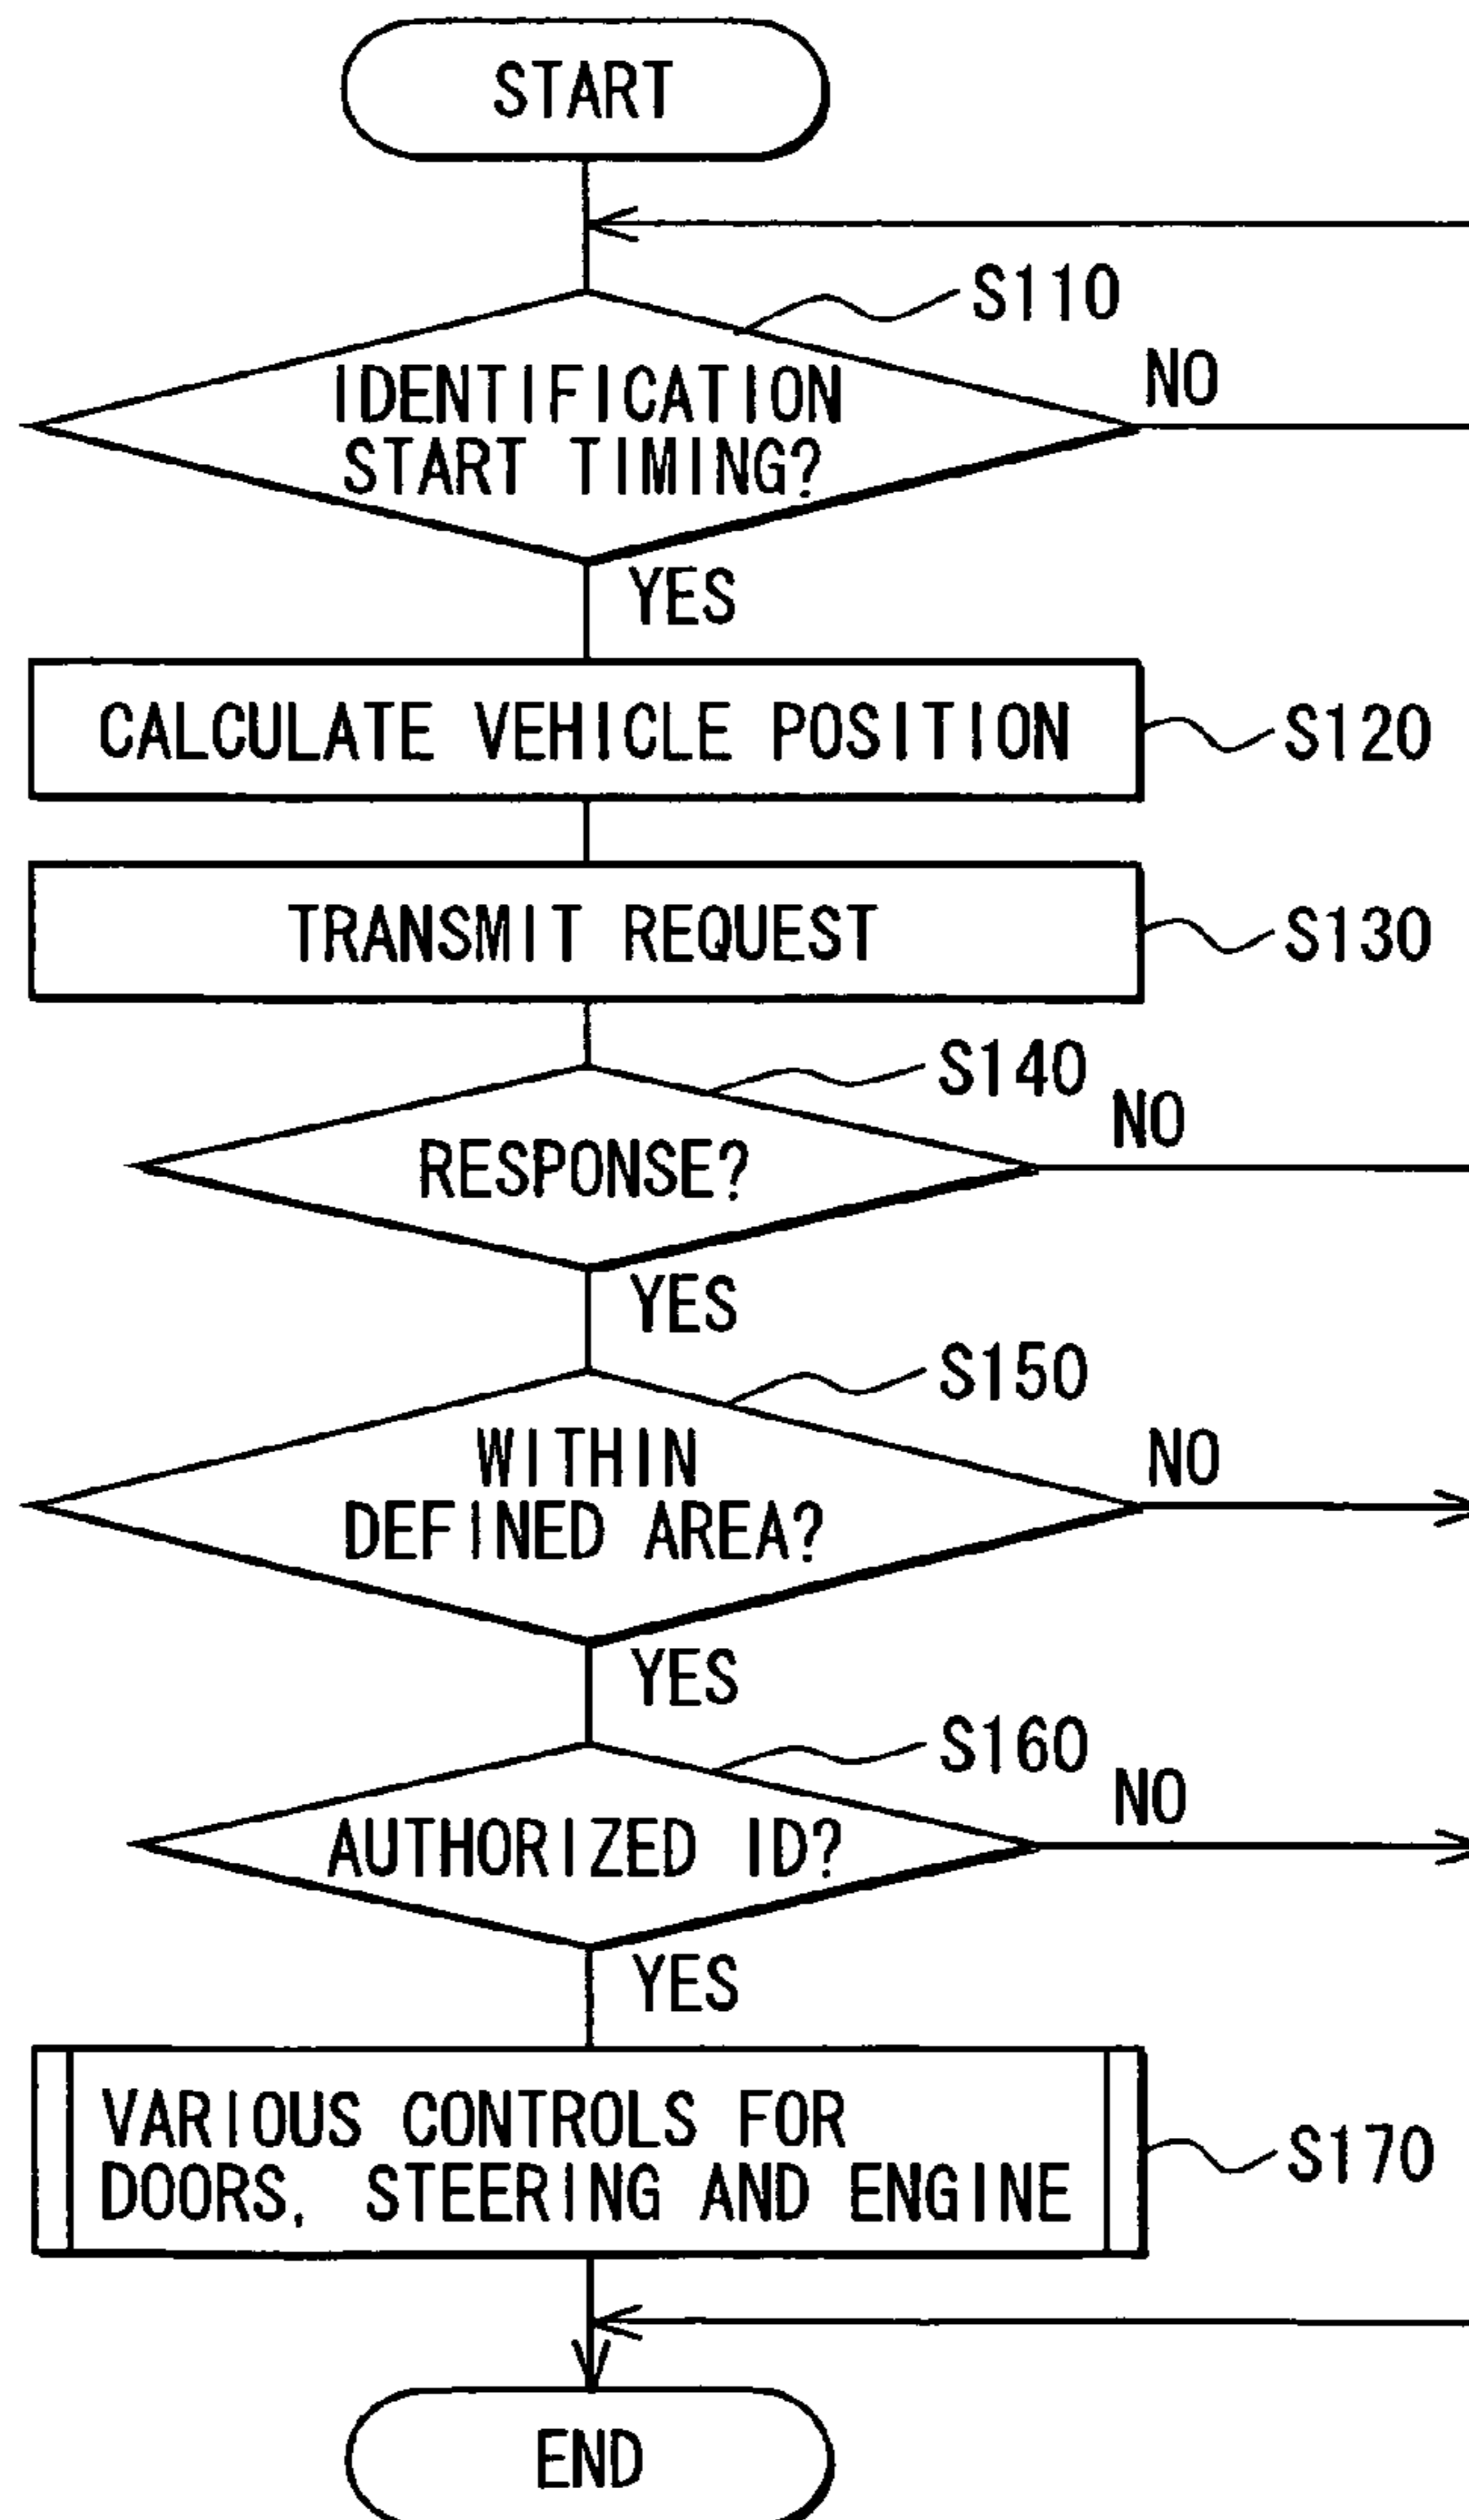 START
S110
IDENTIFICATION
START TIMING?
NO
YES
CALCULATE VEHICLE POSITION
S120
TRANSMIT REQUEST
S130
S140
RESPONSE?
NO
YES
S150
WITHIN
DEFINED AREA?
NO
YES
S160
AUTHORIZED ID?
NO
YES
VARIOUS CONTROLS FOR
DOORS, STEERING AND ENGINE
S170
END